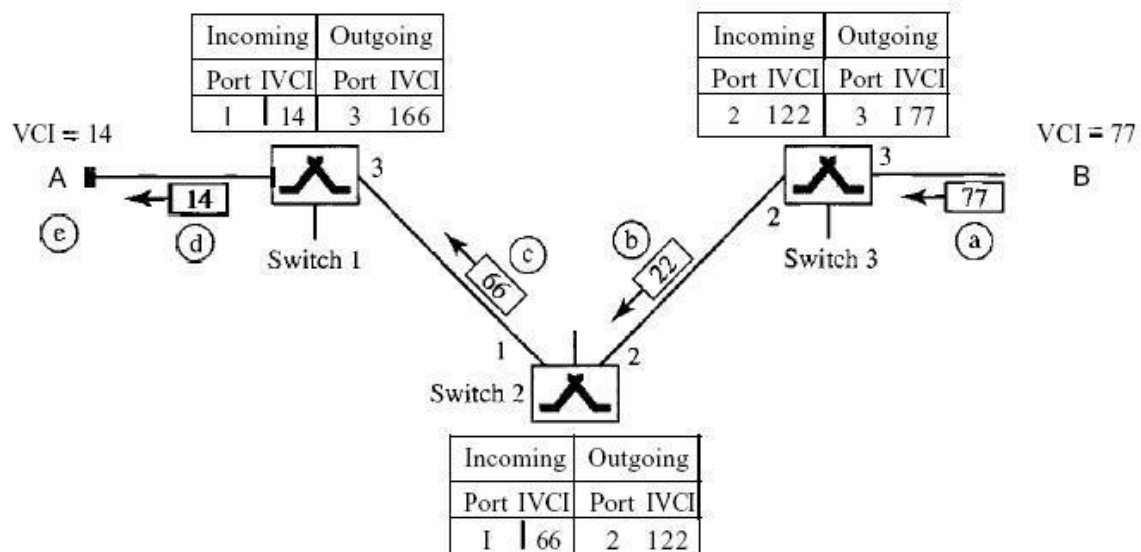 Incoming Outgoing
Port IVCI Port IVCI
I 14 3 166
Incoming Outgoing
Port IVCI Port IVCI
2 122 3 I 77
VCI = 14
VCI = 77
A
3
3
B
14
2
77
e
d
Switch 1
c
66
b
22
Switch 3
a
1
2
Switch 2
Incoming Outgoing
Port IVCI Port IVCI
I 66 2 122